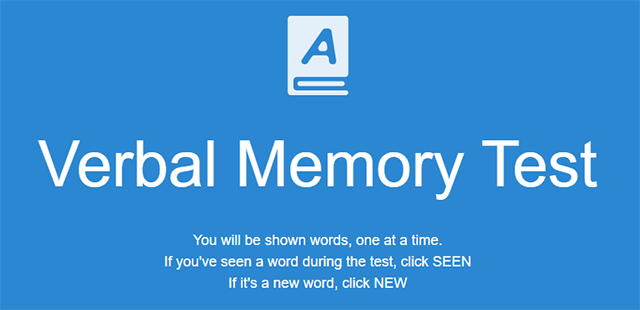 A
Verbal Memory Test
You will be shown words, one at a time.
If you've seen a word during the test, click SEEN
If it's a new word, click NEW